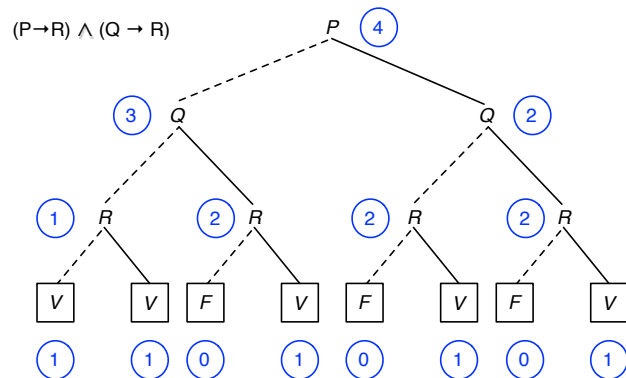 (P→R) ∧ (Q → R)
P 4
3 Q Q 2
1 R 2 R 2 R 2 R
V V F V F V F V
1 1 0 1 0 1 0 1